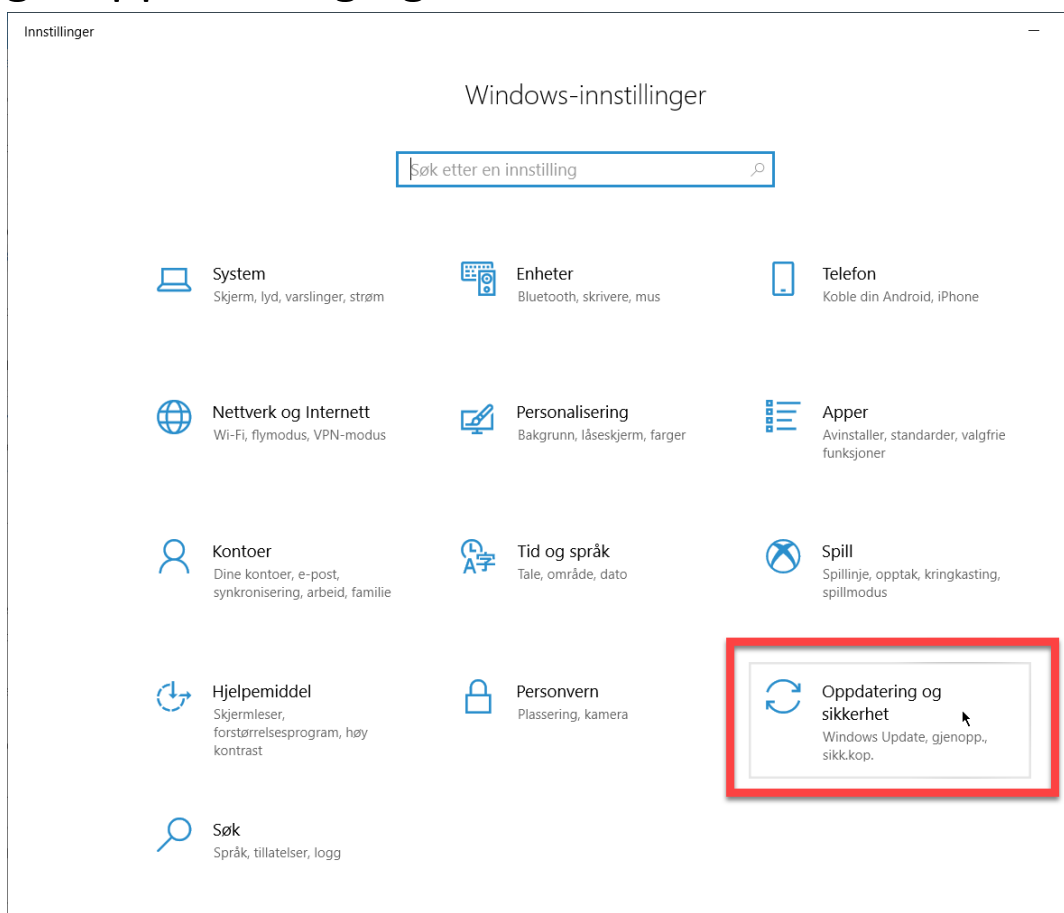 Innstillinger
Windows-innstillinger
Søk etter en innstilling
System
Skjerm, lyd, varslinger, strøm
Enheter
Bluetooth, skrivere, mus
Telefon
Koble din Android, iPhone
Nettverk og Internett
Wi-Fi, flymodus, VPN-modus
Personalisering
Bakgrunn, låseskjerm, farger
Apper
Avinstaller, standarder, valgfrie
funksjoner
Kontoer
Dine kontoer, e-post,
synkronisering, arbeid, familie
Tid og språk
Tale, område, dato
Spill
Spillinje, opptak, kringkasting,
spillmodus
Hjelpemiddel
Skjermleser,
forstørrelsesprogram, høy
kontrast
Personvern
Plassering, kamera
Oppdatering og
sikkerhet
Windows Update, gjenopp.,
sikk.kop.
Søk
Språk, tillatelser, logg